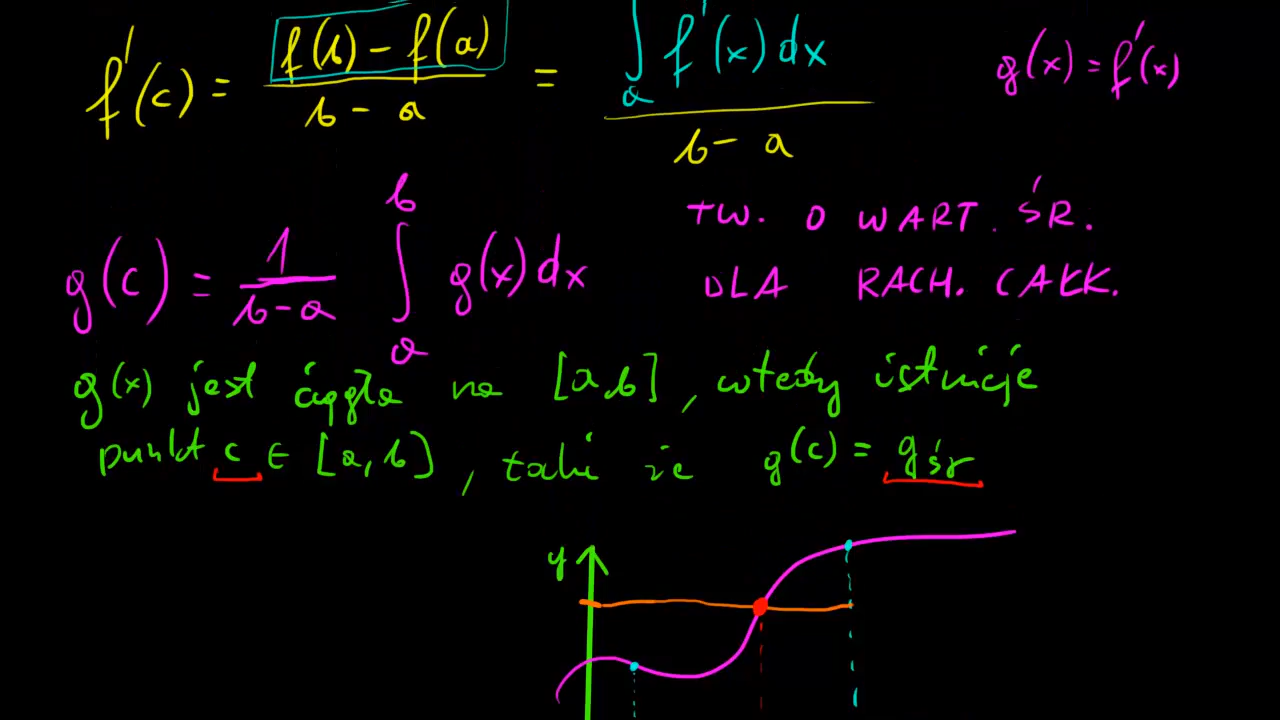 f'(c) = f(b) - f(a) / b - a = ∫a f'(x) dx / b - a
g(x) = f'(x)
TW. O WART. ŚR.
DLA RACH. CAŁK.
g(c) = 1 / b - a ∫a^b g(x) dx
g(x) jest ciągła na [a,b], wtedy istnieje
punkt c ∈ [a,b], taki że g(c) = gśr
y